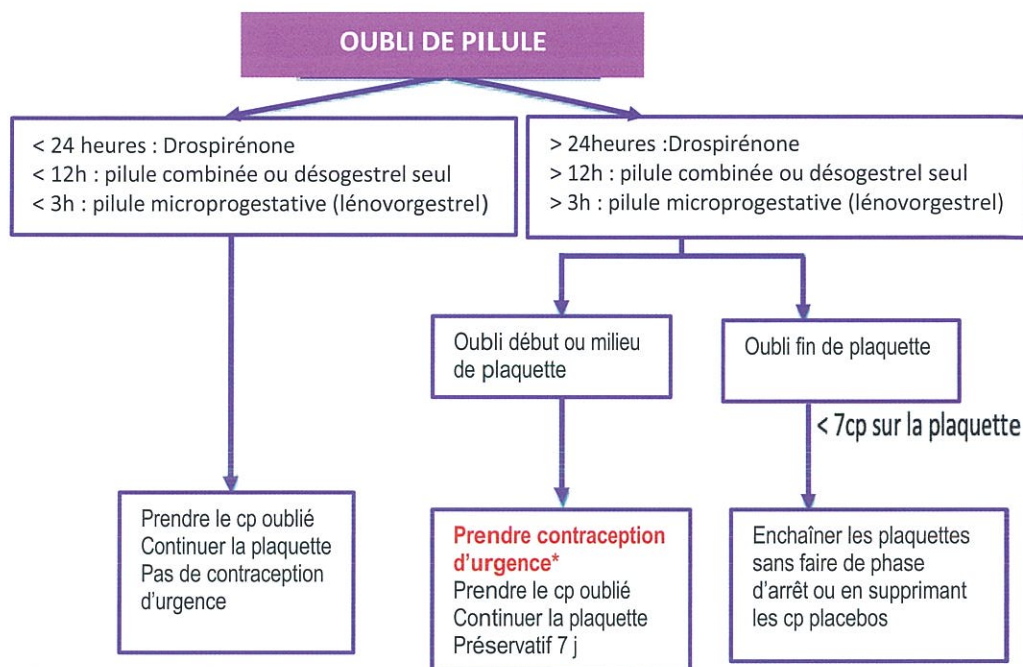 OUBLI DE PILULE
< 24 heures : Drospirénone
< 12h : pilule combinée ou désogestrel seul
< 3h : pilule microprogestative (lénovorgestrel)
> 24heures :Drospirénone
> 12h : pilule combinée ou désogestrel seul
> 3h : pilule microprogestative (lénovorgestrel)
Oubli début ou milieu
de plaquette
Oubli fin de plaquette
< 7cp sur la plaquette
Prendre le cp oublié
Continuer la plaquette
Pas de contraception
d'urgence
Prendre contraception
d'urgence*
Prendre le cp oublié
Continuer la plaquette
Préservatif 7 j
Enchaîner les plaquettes
sans faire de phase
d'arrêt ou en supprimant
les cp placebos